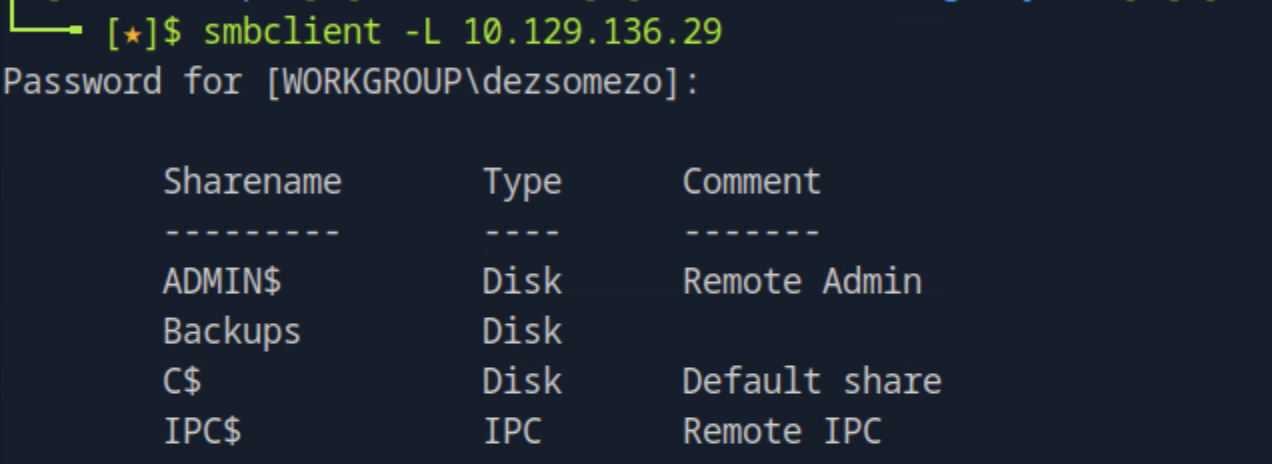 [★]$ smbclient -L 10.129.136.29
Password for [WORKGROUP\dezsomezo]:
Sharename Type Comment
--------- ---- -------
ADMIN$ Disk Remote Admin
Backups Disk
C$ Disk Default share
IPC$ IPC Remote IPC